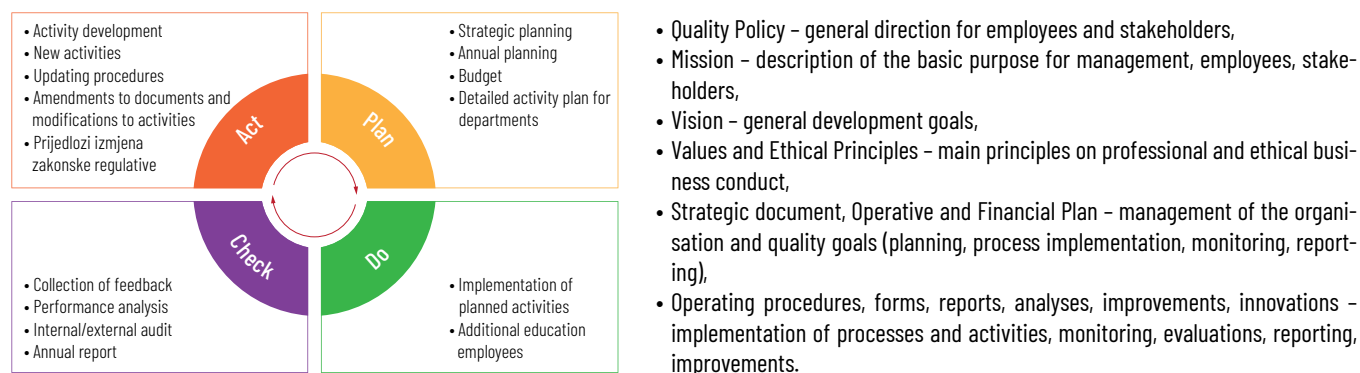 • Activity development
• New activities
• Updating procedures
• Amendments to documents and
modifications to activities
• Prijedlozi izmjena
zakonske regulative
Act
• Strategic planning
• Annual planning
• Budget
• Detailed activity plan for
departments
Plan
Check
• Collection of feedback
• Performance analysis
• Internal/external audit
• Annual report
Do
• Implementation of
planned activities
• Additional education
employees
• Quality Policy – general direction for employees and stakeholders,
• Mission – description of the basic purpose for management, employees, stake-
holders,
• Vision – general development goals,
• Values and Ethical Principles – main principles on professional and ethical busi-
ness conduct,
• Strategic document, Operative and Financial Plan – management of the organi-
sation and quality goals (planning, process implementation, monitoring, report-
ing),
• Operating procedures, forms, reports, analyses, improvements, innovations –
implementation of processes and activities, monitoring, evaluations, reporting,
improvements.